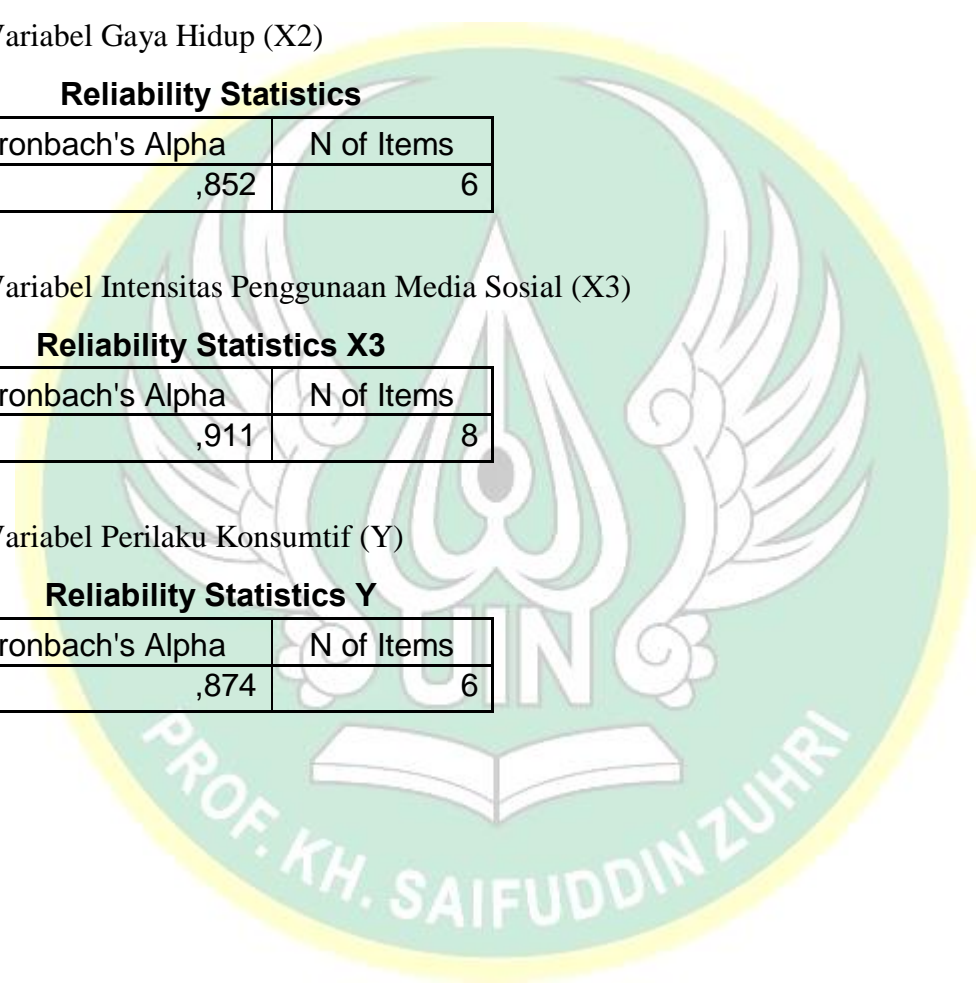 Variabel Gaya Hidup (X2)
Reliability Statistics
ronbach's Alpha N of Items
,852 6
Variabel Intensitas Penggunaan Media Sosial (X3)
Reliability Statistics X3
ronbach's Alpha N of Items
,911 8
Variabel Perilaku Konsumtif (Y)
Reliability Statistics Y
ronbach's Alpha N of Items
,874 6
UIN
PROF. KH. SAIFUDDIN ZUHRI